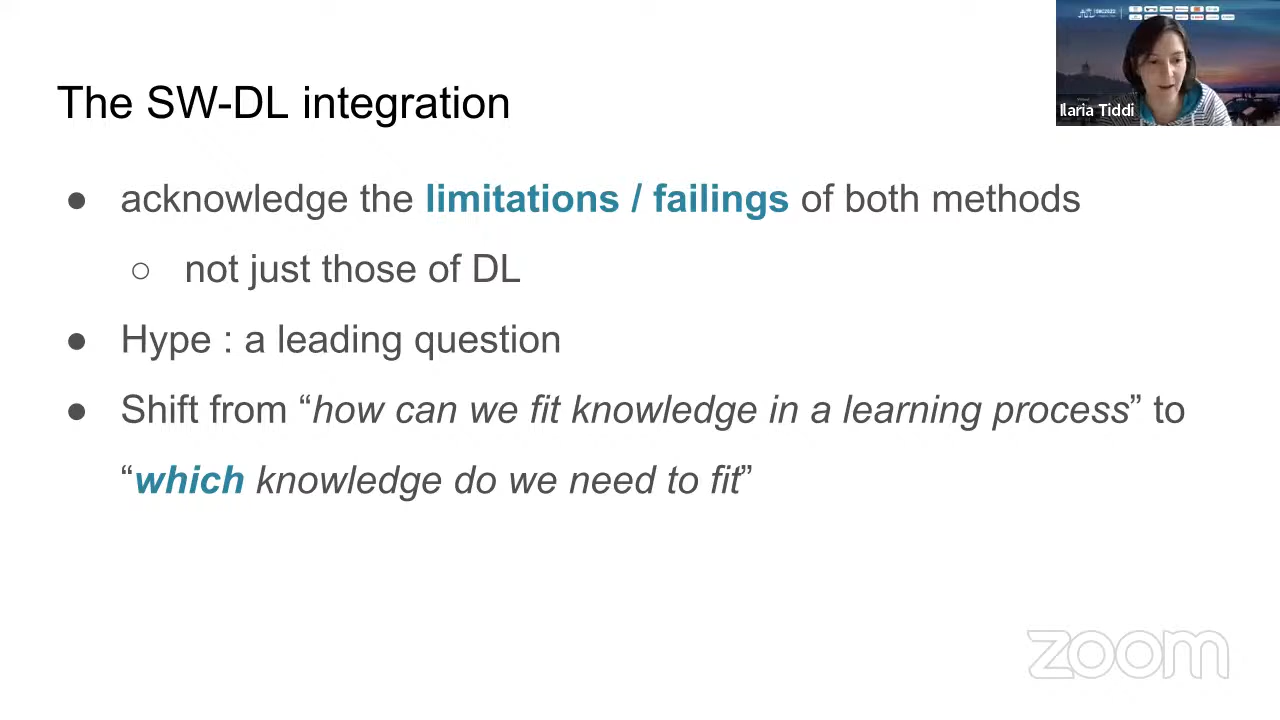 The SW-DL integration
Ilaria Tiddi
● acknowledge the limitations / failings of both methods
○ not just those of DL
● Hype : a leading question
● Shift from “how can we fit knowledge in a learning process” to
“which knowledge do we need to fit”
zoom